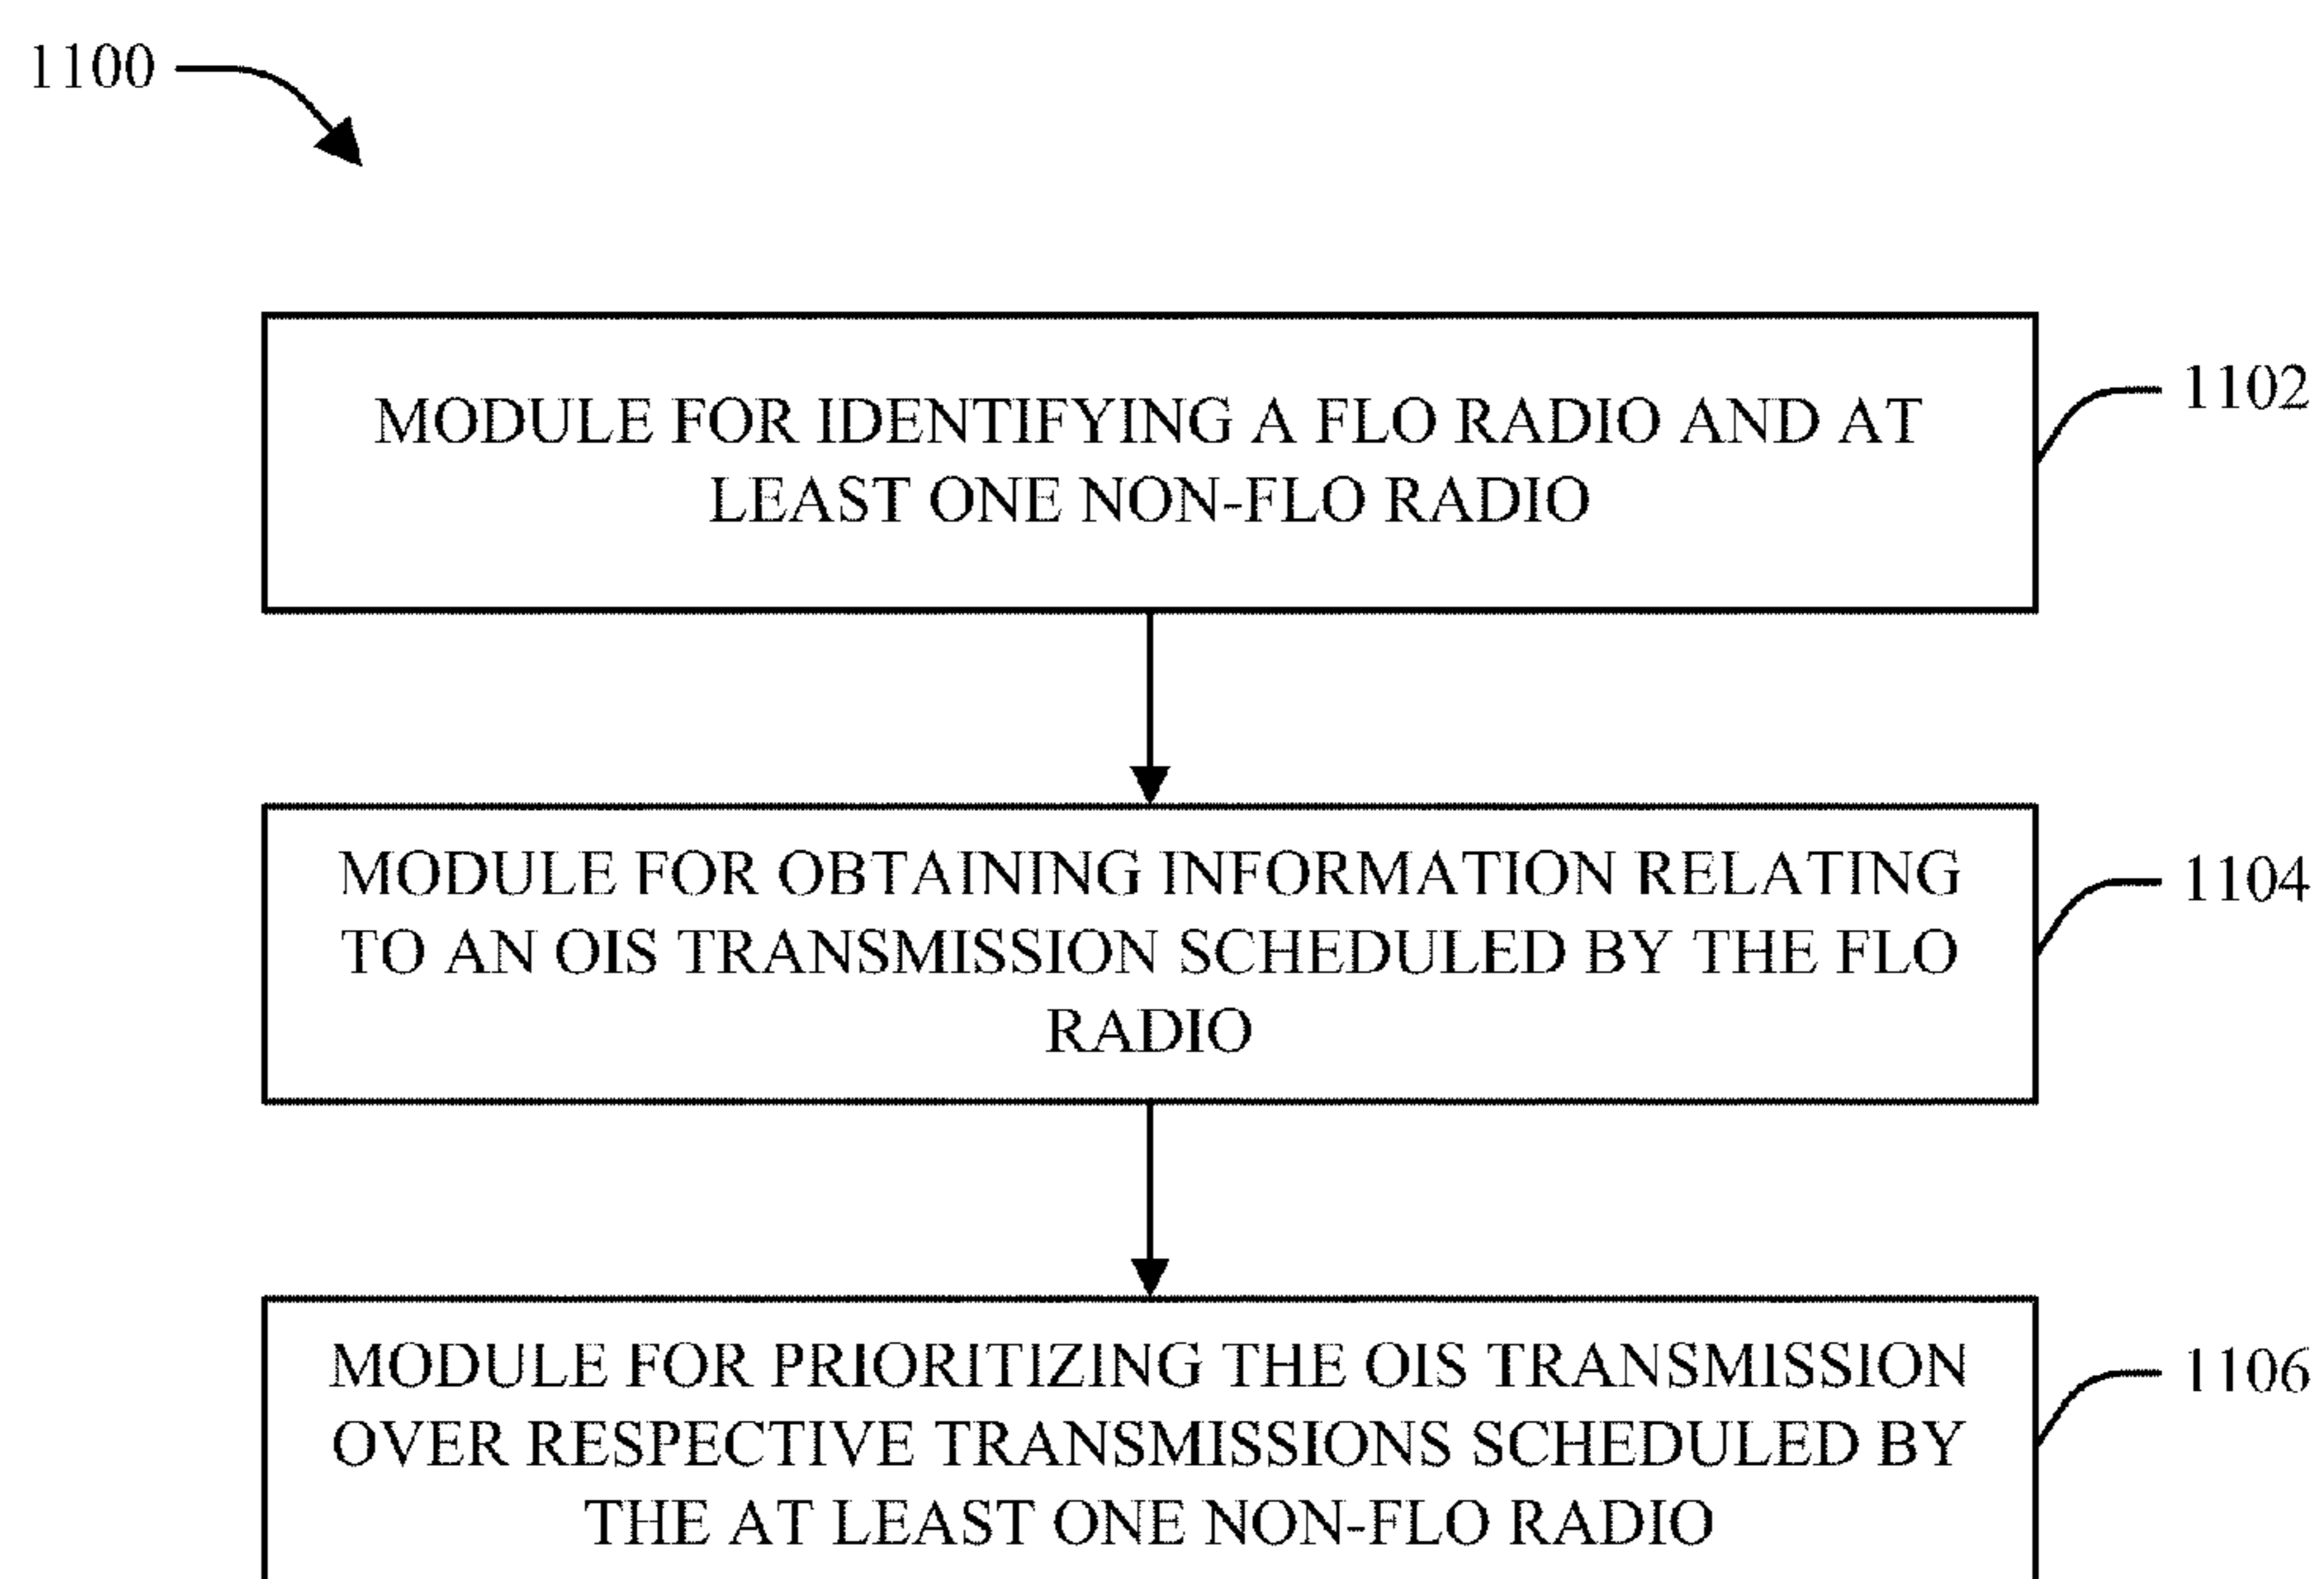 1100
MODULE FOR IDENTIFYING A FLO RADIO AND AT
LEAST ONE NON-FLO RADIO
1102
MODULE FOR OBTAINING INFORMATION RELATING
TO AN OIS TRANSMISSION SCHEDULED BY THE FLO
RADIO
1104
MODULE FOR PRIORITIZING THE OIS TRANSMISSION
OVER RESPECTIVE TRANSMISSIONS SCHEDULED BY
THE AT LEAST ONE NON-FLO RADIO
1106